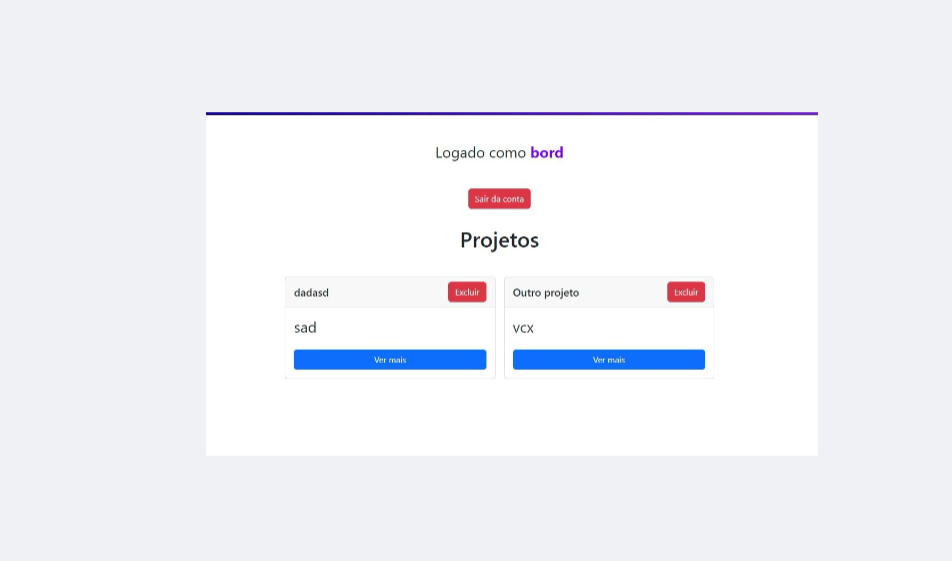 Logado como bord
Sair da conta
Projetos
dadasd
Excluir
sad
Ver mais
Outro projeto
Excluir
vcx
Ver mais